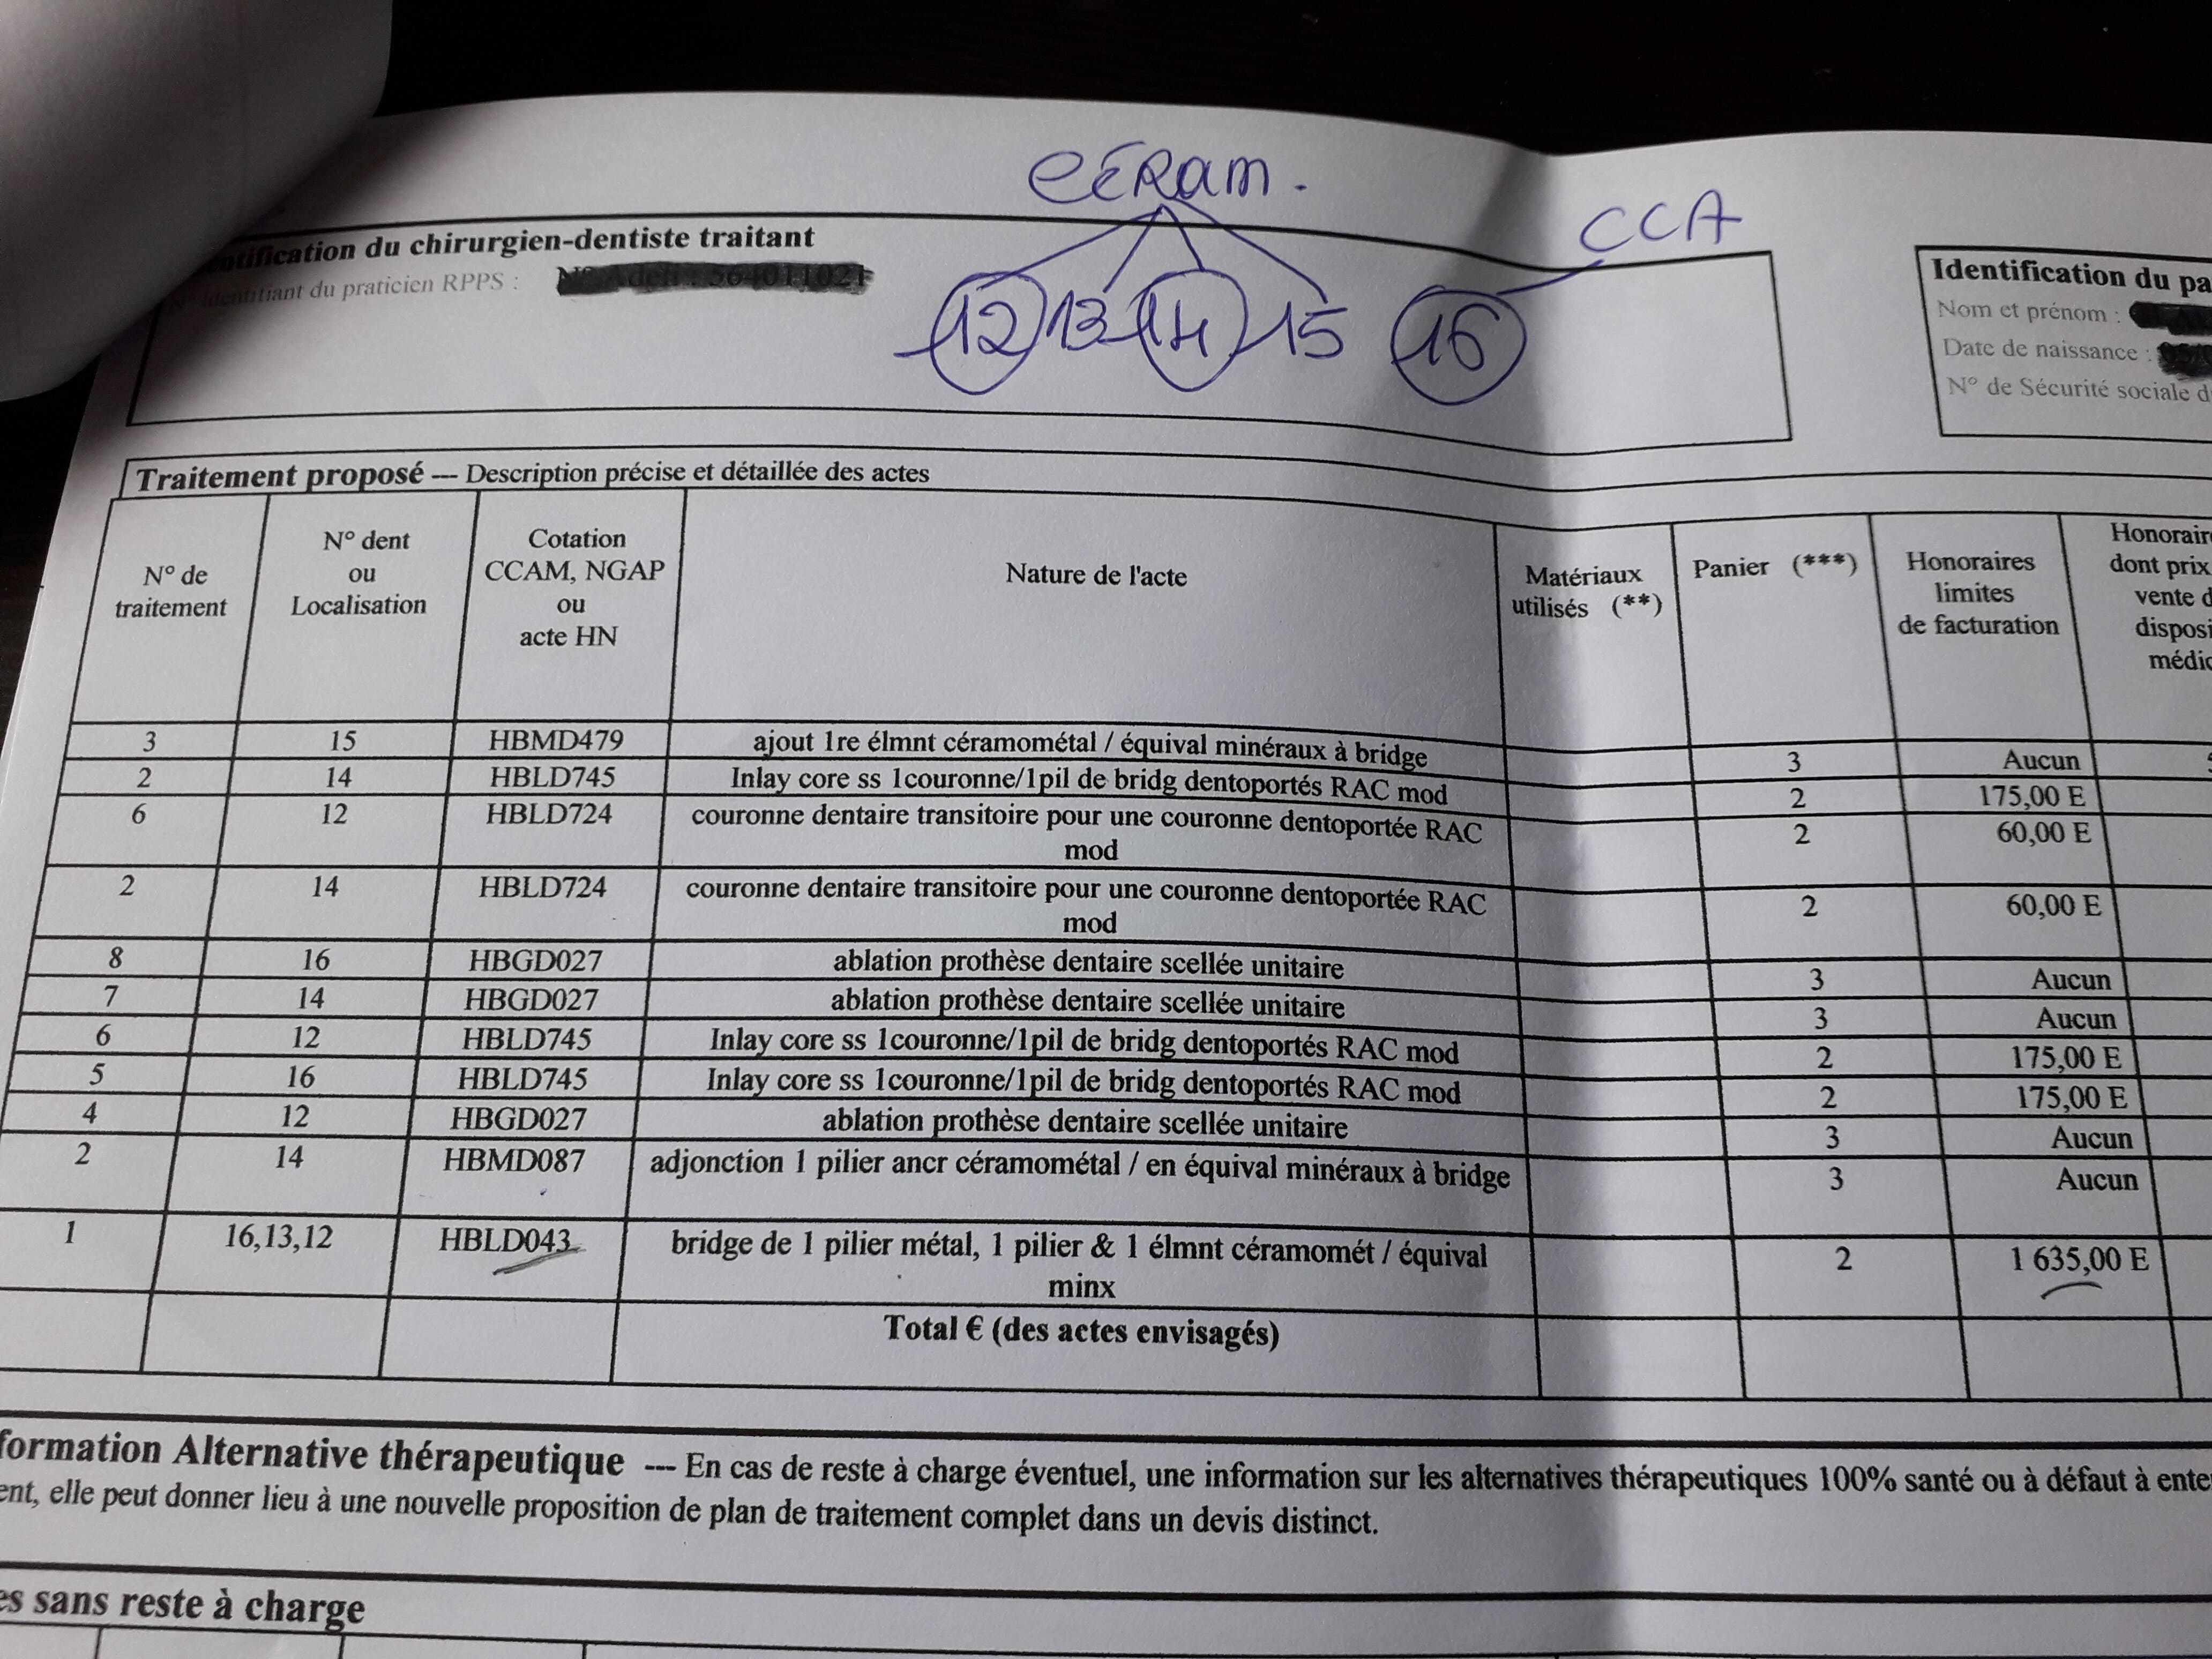 CÉRam.
CCA
12 13 14 15 16
ntification du chirurgien-dentiste traitant
N° identifiant du praticien RPPS :
Identification du pa
Nom et prénom :
Date de naissance :
N° de Sécurité sociale d
Traitement proposé --- Description précise et détaillée des actes
N° de traitement | N° dent ou Localisation | Cotation CCAM, NGAP ou acte HN | Nature de l'acte | Matériaux utilisés (**) | Panier (***) | Honoraires limites de facturation | Honorair dont prix vente d disposi médic
3 15 HBMD479 ajout 1re élmnt céramométal / équival minéraux à bridge 3 Aucun
2 14 HBLD745 Inlay core ss 1couronne/1pil de bridg dentoportés RAC mod 2 175,00 E
6 12 HBLD724 couronne dentaire transitoire pour une couronne dentoportée RAC mod 2 60,00 E
2 14 HBLD724 couronne dentaire transitoire pour une couronne dentoportée RAC mod 2 60,00 E
8 16 HBGD027 ablation prothèse dentaire scellée unitaire 3 Aucun
7 14 HBGD027 ablation prothèse dentaire scellée unitaire 3 Aucun
6 12 HBLD745 Inlay core ss 1couronne/1pil de bridg dentoportés RAC mod 2 175,00 E
5 16 HBLD745 Inlay core ss 1couronne/1pil de bridg dentoportés RAC mod 2 175,00 E
4 12 HBGD027 ablation prothèse dentaire scellée unitaire 3 Aucun
2 14 HBMD087 adjonction 1 pilier ancr céramométal / en équival minéraux à bridge 3 Aucun
1 16,13,12 HBLD043 bridge de 1 pilier métal, 1 pilier & 1 élmnt céramomét / équival minx 2 1 635,00 E
Total € (des actes envisagés)
formation Alternative thérapeutique --- En cas de reste à charge éventuel, une information sur les alternatives thérapeutiques 100% santé ou à défaut à ente
ent, elle peut donner lieu à une nouvelle proposition de plan de traitement complet dans un devis distinct.
es sans reste à charge